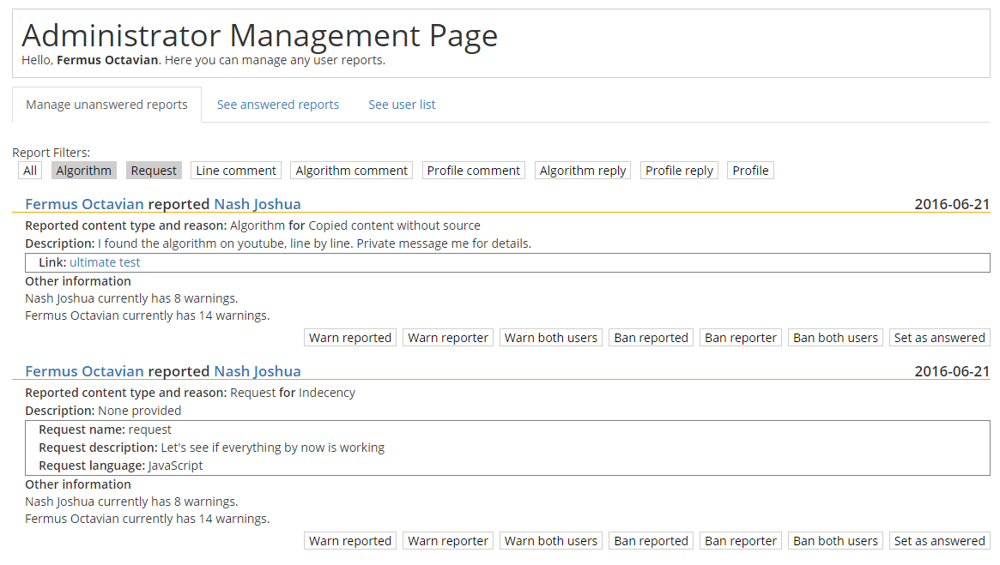 Administrator Management Page
Hello, Fermus Octavian. Here you can manage any user reports.
Manage unanswered reports See answered reports See user list
Report Filters:
All Algorithm Request Line comment Algorithm comment Profile comment Algorithm reply Profile reply Profile
Fermus Octavian reported Nash Joshua 2016-06-21
Reported content type and reason: Algorithm for Copied content without source
Description: I found the algorithm on youtube, line by line. Private message me for details.
Link: ultimate test
Other information
Nash Joshua currently has 8 warnings.
Fermus Octavian currently has 14 warnings.
Warn reported Warn reporter Warn both users Ban reported Ban reporter Ban both users Set as answered
Fermus Octavian reported Nash Joshua 2016-06-21
Reported content type and reason: Request for Indecency
Description: None provided
Request name: request
Request description: Let's see if everything by now is working
Request language: JavaScript
Other information
Nash Joshua currently has 8 warnings.
Fermus Octavian currently has 14 warnings.
Warn reported Warn reporter Warn both users Ban reported Ban reporter Ban both users Set as answered